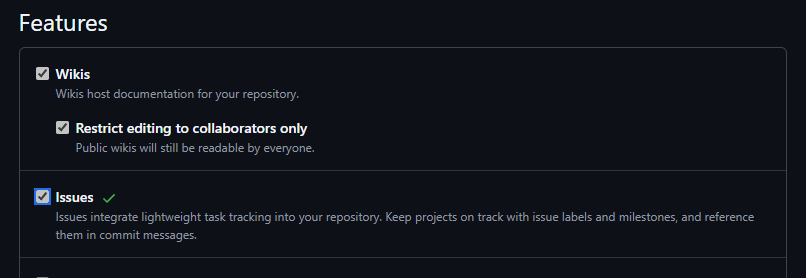 Features
Wikis
Wikis host documentation for your repository.
Restrict editing to collaborators only
Public wikis will still be readable by everyone.
Issues
Issues integrate lightweight task tracking into your repository. Keep projects on track with issue labels and milestones, and reference
them in commit messages.